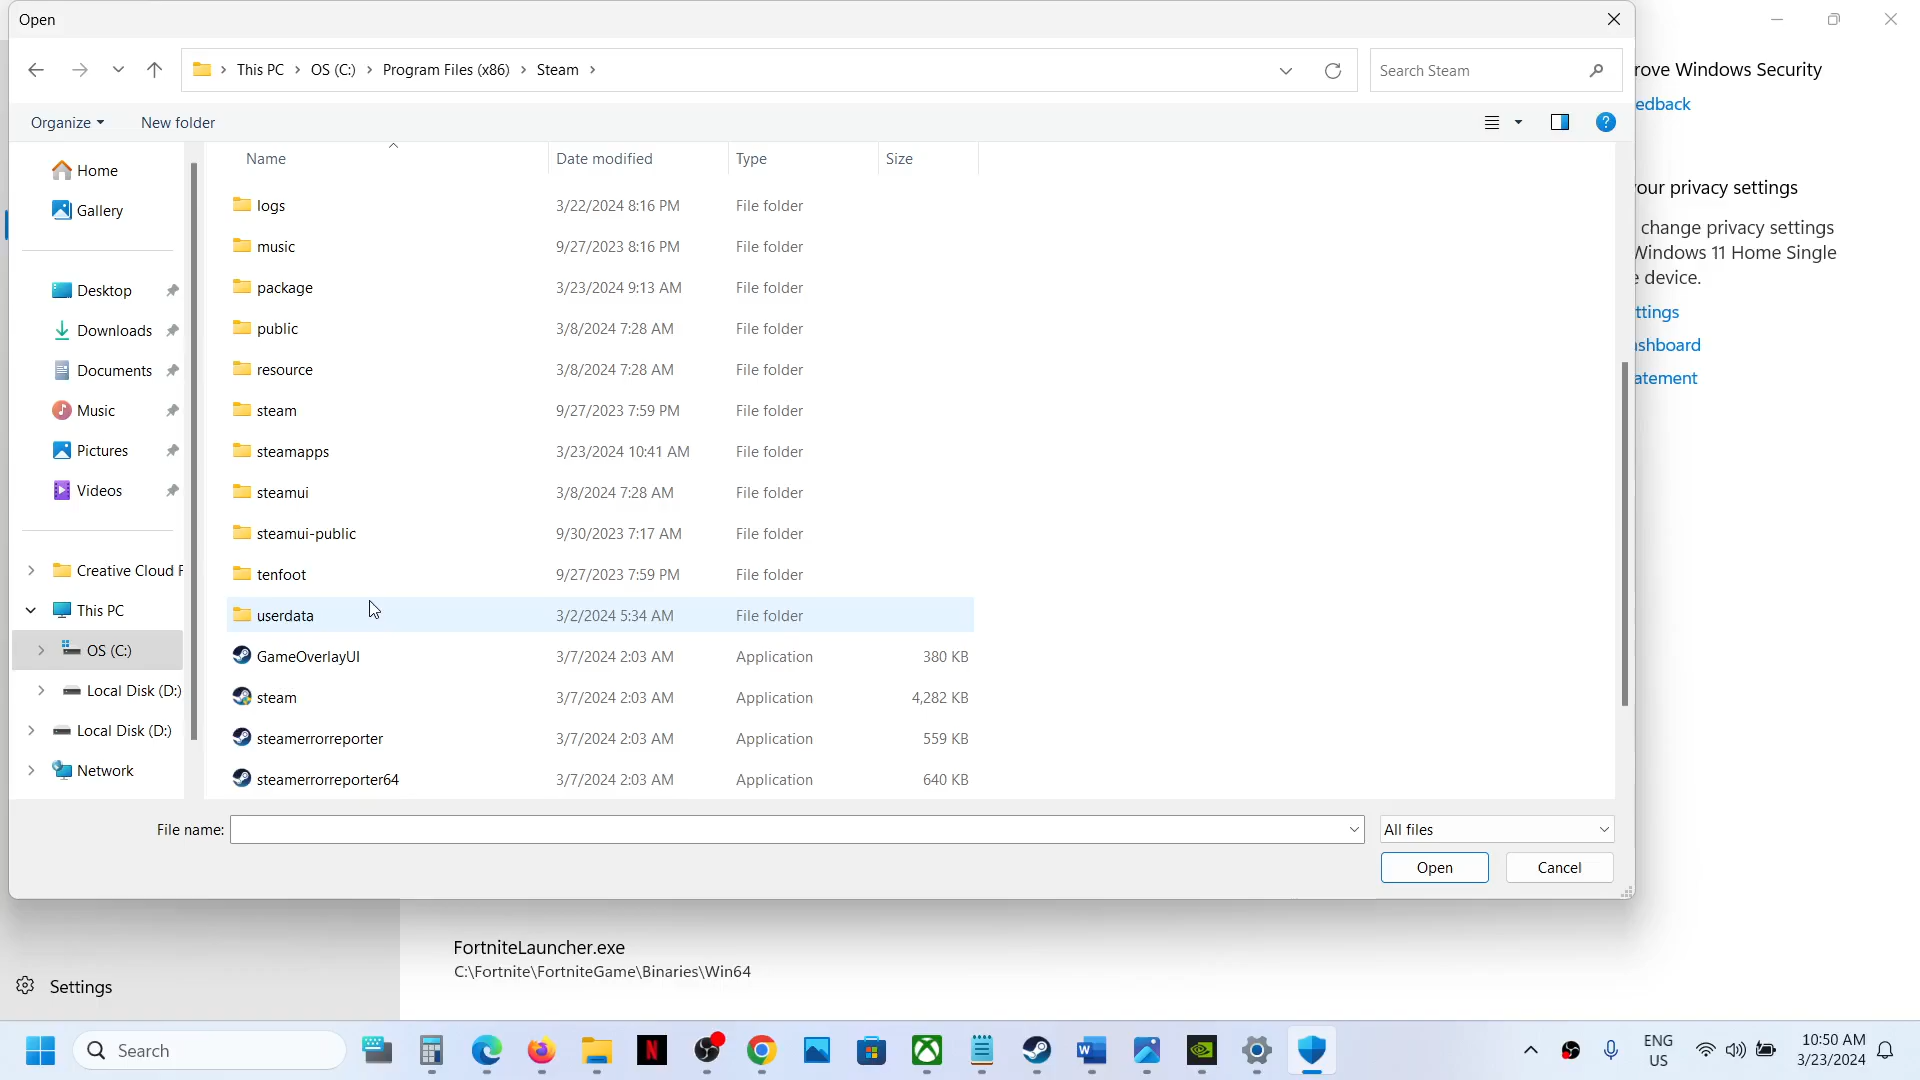 Open
This PC > OS (C:) > Program Files (x86) > Steam >
Search Steam
Organize
New folder
Name
Date modified
Type
Size
Home
Gallery
Desktop
Downloads
Documents
Music
Pictures
Videos
Creative Cloud F
This PC
OS (C:)
Local Disk (D:)
Local Disk (D:)
Network
logs 3/22/2024 8:16 PM File folder
music 9/27/2023 8:16 PM File folder
package 3/23/2024 9:13 AM File folder
public 3/8/2024 7:28 AM File folder
resource 3/8/2024 7:28 AM File folder
steam 9/27/2023 7:59 PM File folder
steamapps 3/23/2024 10:41 AM File folder
steamui 3/8/2024 7:28 AM File folder
steamui-public 9/30/2023 7:17 AM File folder
tenfoot 9/27/2023 7:59 PM File folder
userdata 3/2/2024 5:34 AM File folder
GameOverlayUI 3/7/2024 2:03 AM Application 380 KB
steam 3/7/2024 2:03 AM Application 4,282 KB
steamerrorreporter 3/7/2024 2:03 AM Application 559 KB
steamerrorreporter64 3/7/2024 2:03 AM Application 640 KB
File name:
All files
Open
Cancel
rove Windows Security
edback
our privacy settings
change privacy settings
Windows 11 Home Single
device.
ttings
shboard
atement
FortniteLauncher.exe
C:\Fortnite\FortniteGame\Binaries\Win64
Settings
Search
ENG
US
10:50 AM
3/23/2024